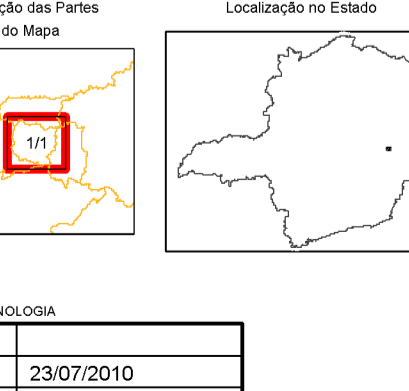 ção das Partes
do Mapa
Localização no Estado
1/1
NOLOGIA
23/07/2010